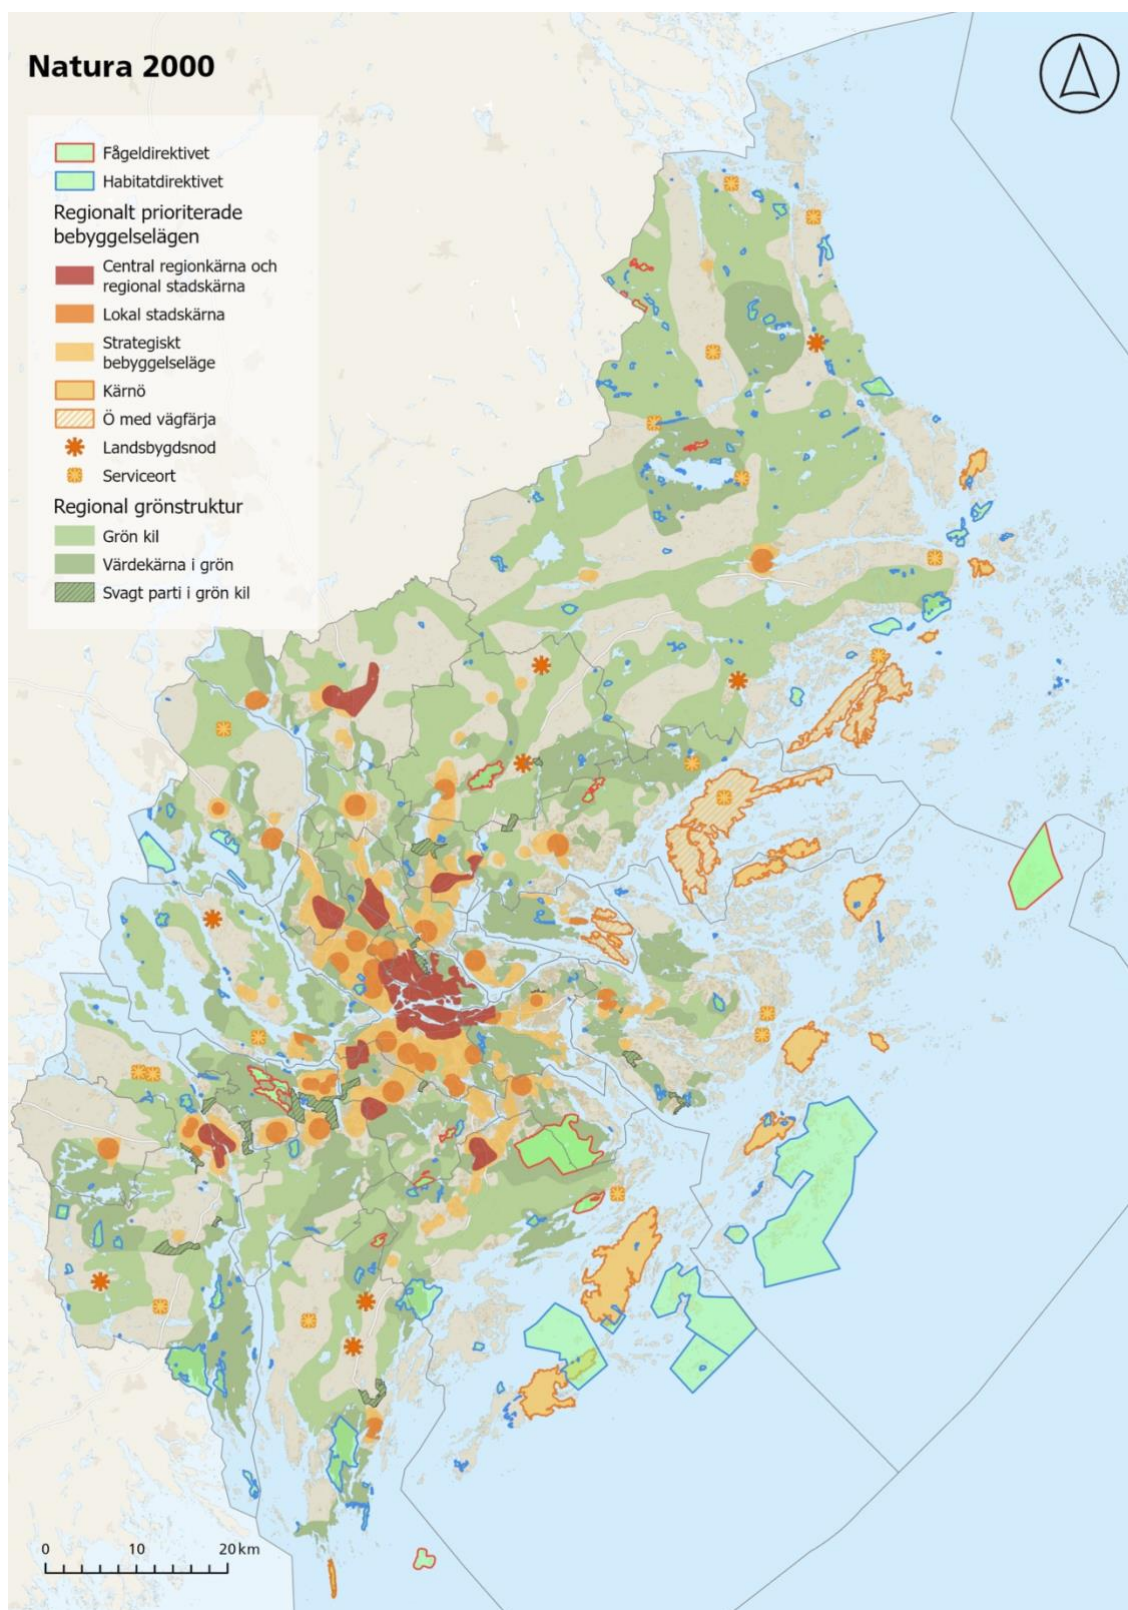 Natura 2000
Fågeldirektivet
Habitatdirektivet
Regionalt prioriterade
bebyggelselägen
Central regionkärna och
regional stadskärna
Lokal stadskärna
Strategiskt
bebyggelseläge
Kärnö
Ö med vägfärja
Landsbygdsnod
Serviceort
Regional grönstruktur
Grön kil
Värdekärna i grön
Svagt parti i grön kil
0 10 20 km